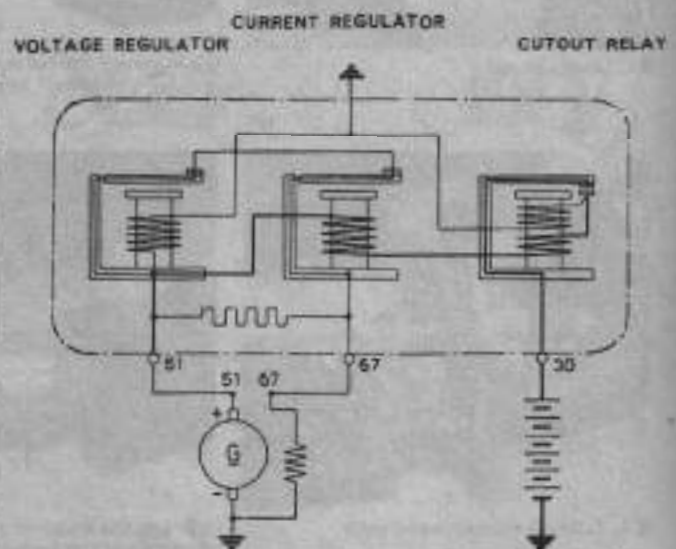 CURRENT REGULATOR
VOLTAGE REGULATOR
CUTOUT RELAY
51
67
30
51
67
+
G
-